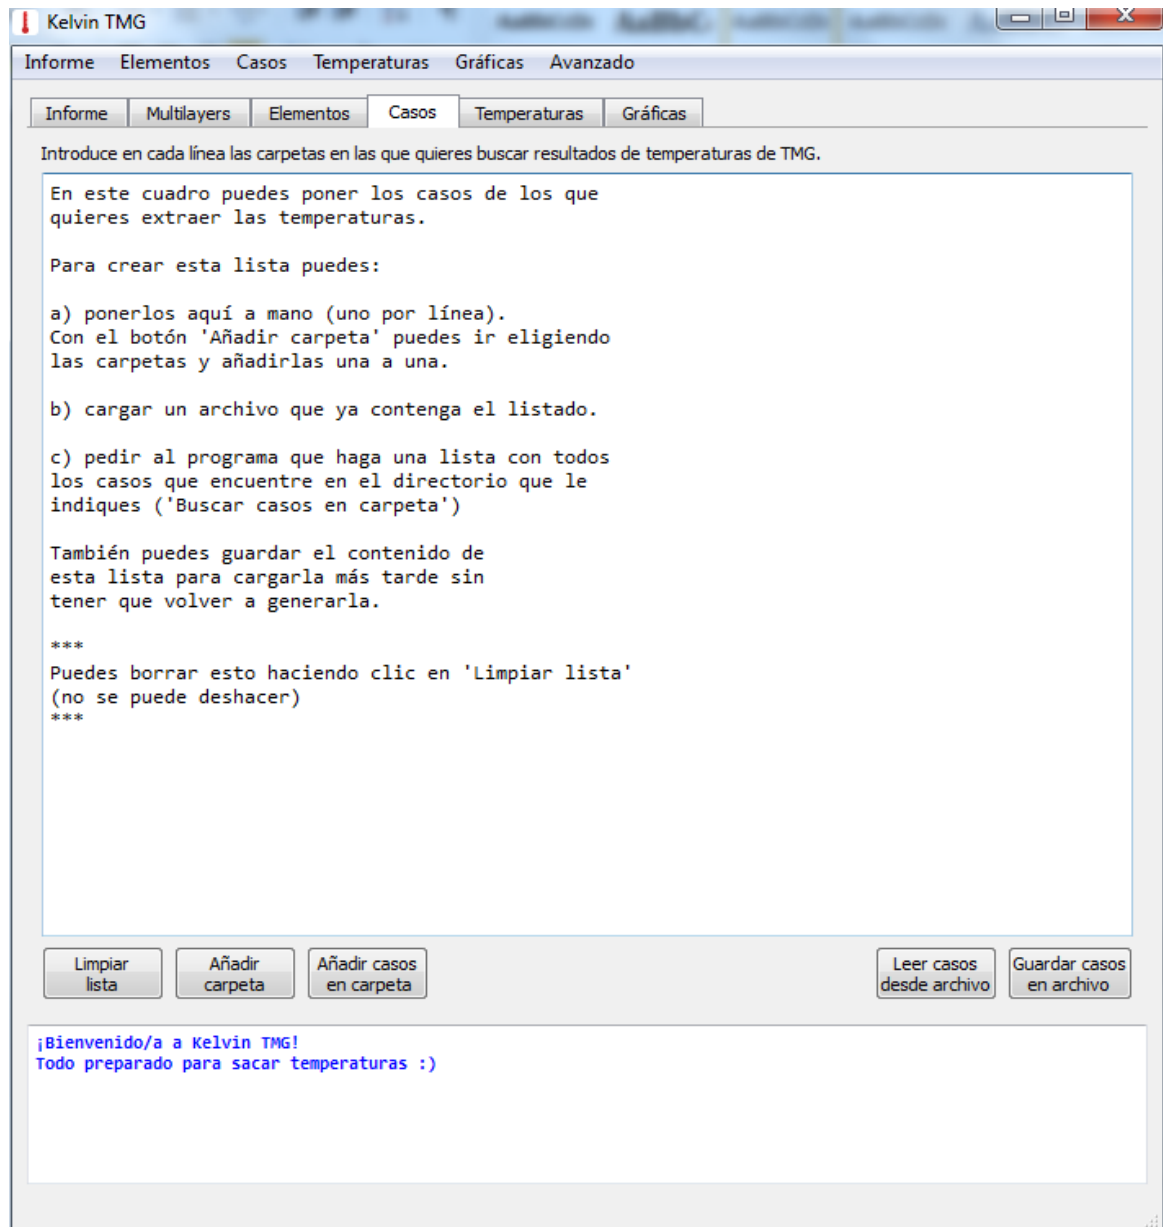 Kelvin TMG
Informe Elementos Casos Temperaturas Gráficas Avanzado
Informe Multilayers Elementos Casos Temperaturas Gráficas
Introduce en cada línea las carpetas en las que quieres buscar resultados de temperaturas de TMG.
En este cuadro puedes poner los casos de los que
quieres extraer las temperaturas.
Para crear esta lista puedes:
a) ponerlos aquí a mano (uno por línea).
Con el botón 'Añadir carpeta' puedes ir eligiendo
las carpetas y añadirlas una a una.
b) cargar un archivo que ya contenga el listado.
c) pedir al programa que haga una lista con todos
los casos que encuentre en el directorio que le
indiques ('Buscar casos en carpeta')
También puedes guardar el contenido de
esta lista para cargarla más tarde sin
tener que volver a generarla.
***
Puedes borrar esto haciendo clic en 'Limpiar lista'
(no se puede deshacer)
***
Limpiar
lista
Añadir
carpeta
Añadir casos
en carpeta
Leer casos
desde archivo
Guardar casos
en archivo
¡Bienvenido/a a Kelvin TMG!
Todo preparado para sacar temperaturas :)